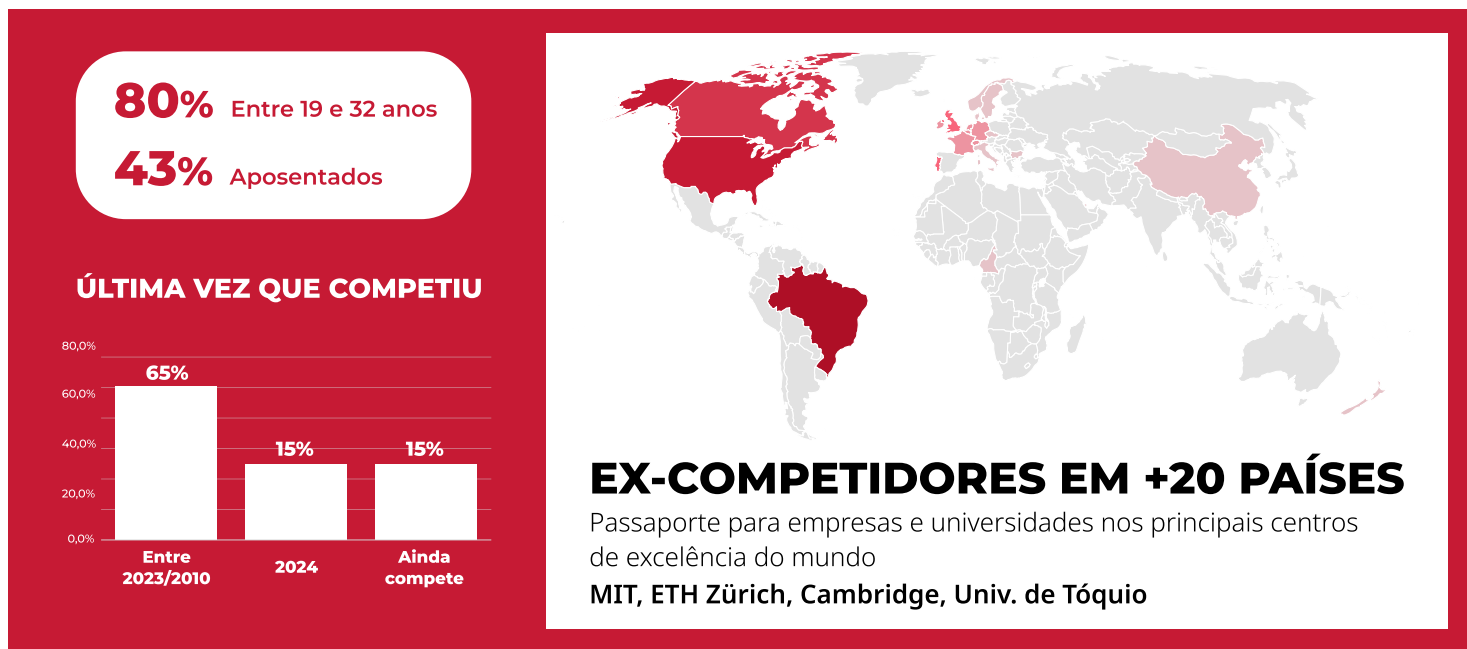 80% Entre 19 e 32 anos
43% Aposentados
ÚLTIMA VEZ QUE COMPETIU
80,0%
60,0%
40,0%
20,0%
0,0%
65%
15%
15%
Entre
2023/2010
2024
Ainda
compete
EX-COMPETIDORES EM +20 PAÍSES
Passaporte para empresas e universidades nos principais centros
de excelência do mundo
MIT, ETH Zürich, Cambridge, Univ. de Tóquio